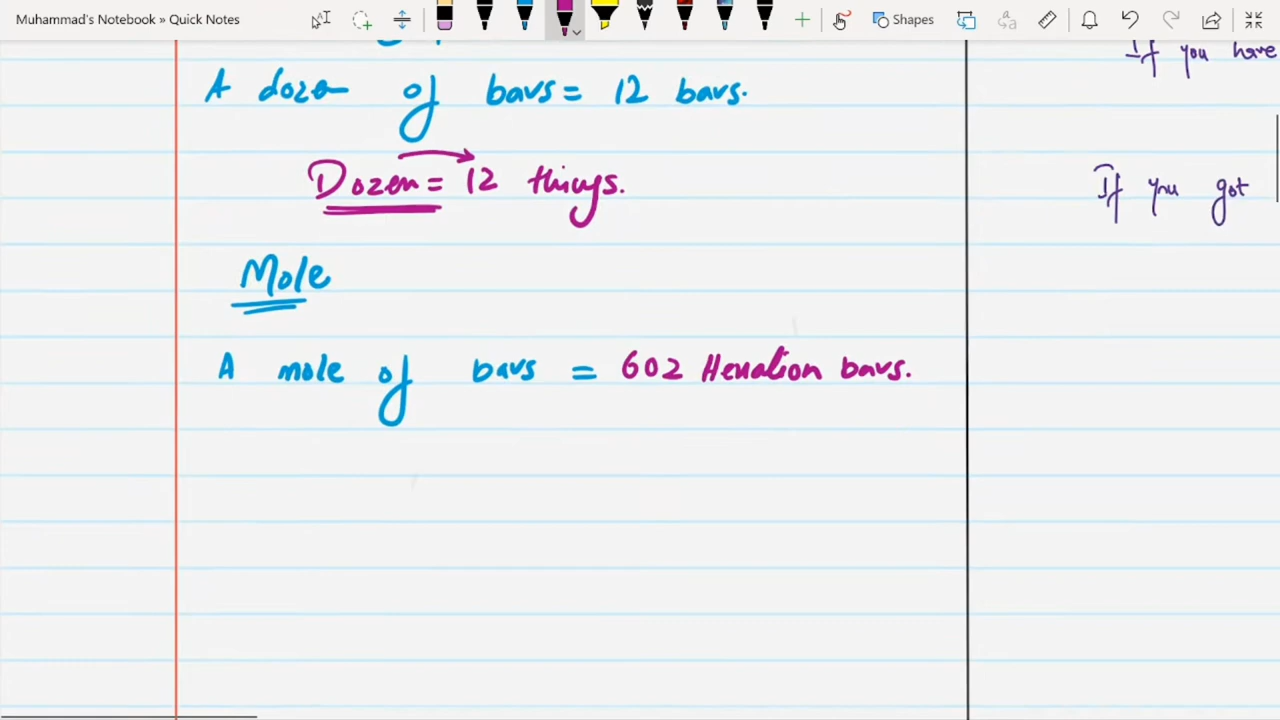 Muhammad's Notebook » Quick Notes
Shapes
If you have
A dozen of bars = 12 bars.
Dozen = 12 things.
If you got
Mole
A mole of bars = 602 Hexalion bars.